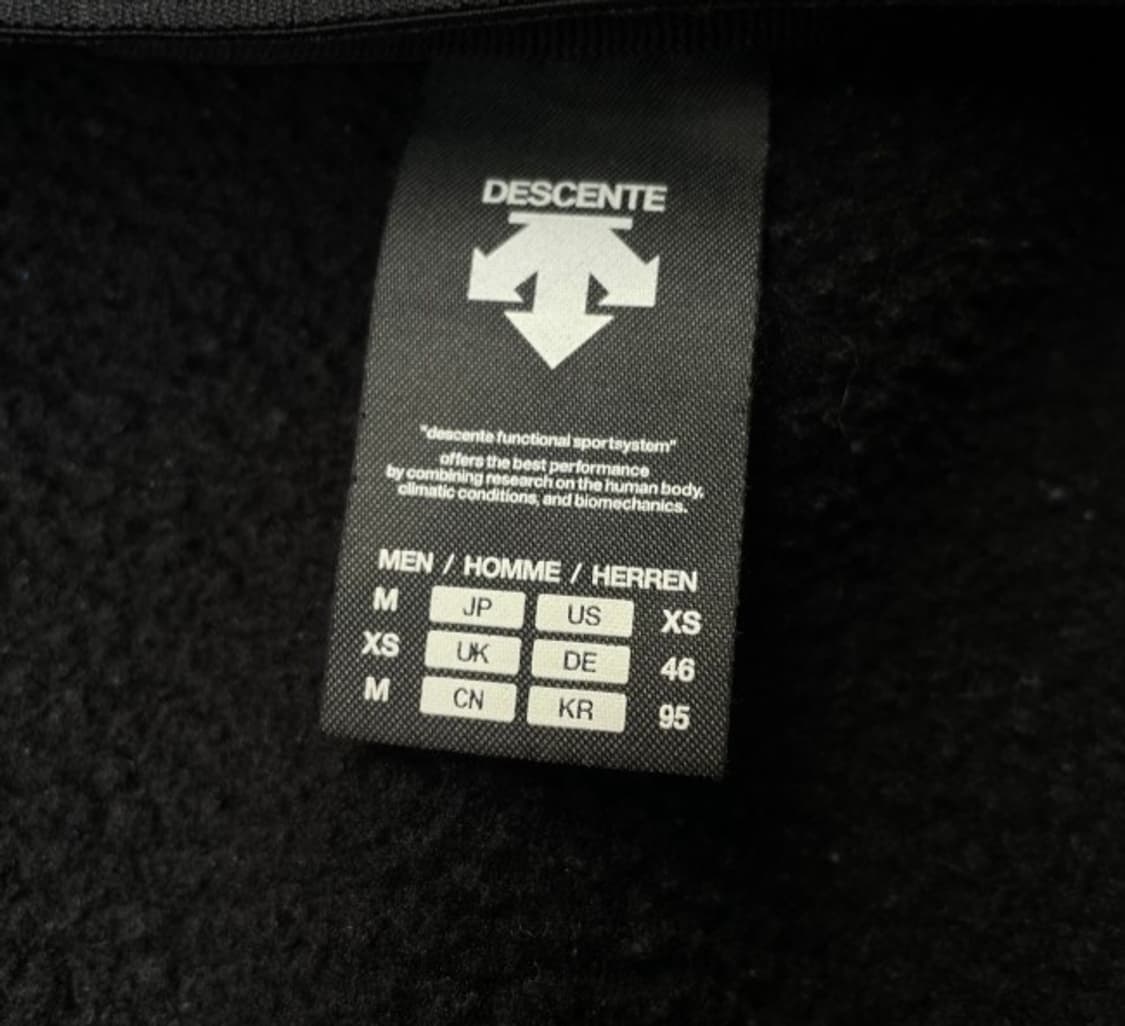 DESCENTE
"descente functional sportsystem"
offers the best performance
by combining research on the human body,
climatic conditions, and biomechanics.
MEN / HOMME / HERREN
M JP US XS
XS UK DE 46
M CN KR 95